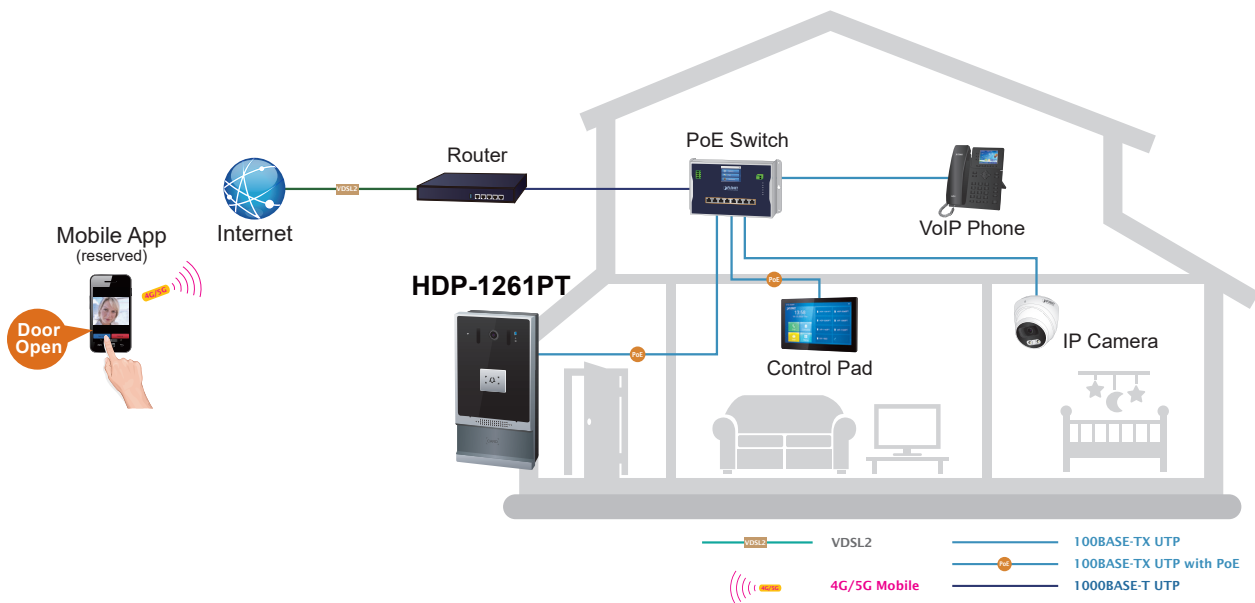 PoE Switch
Router
VDSL2
Internet
VoIP Phone
Mobile App
(reserved)
4G/5G
HDP-1261PT
Door
Open
PoE
PoE
Control Pad
IP Camera
VDSL2
VDSL2
100BASE-TX UTP
PoE
100BASE-TX UTP with PoE
4G/5G
4G/5G Mobile
1000BASE-T UTP